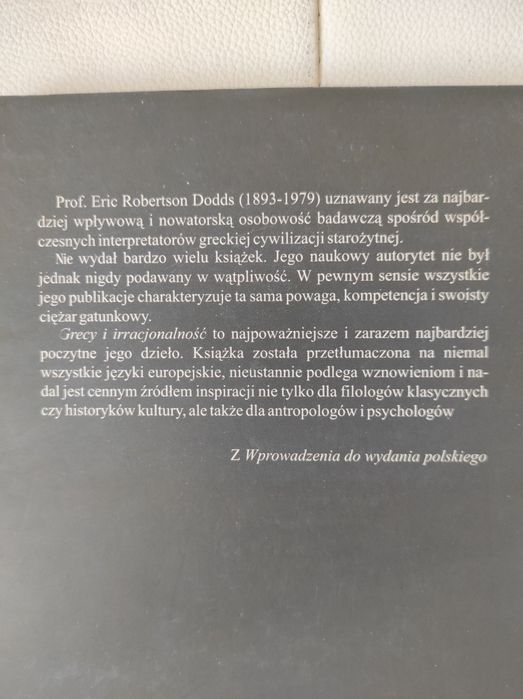 Prof. Eric Robertson Dodds (1893-1979) uznawany jest za najbar-
dziej wpływową i nowatorską osobowość badawczą spośród współ-
czesnych interpretatorów greckiej cywilizacji starożytnej.
Nie wydał bardzo wielu książek. Jego naukowy autorytet nie był
jednak nigdy podawany w wątpliwość. W pewnym sensie wszystkie
jego publikacje charakteryzuje ta sama powaga, kompetencja i swoisty
ciężar gatunkowy.
Grecy i irracjonalność to najpoważniejsze i zarazem najbardziej
poczytne jego dzieło. Książka została przetłumaczona na niemal
wszystkie języki europejskie, nieustannie podlega wznowieniom i na-
dal jest cennym źródłem inspiracji nie tylko dla filologów klasycznych
czy historyków kultury, ale także dla antropologów i psychologów
Z Wprowadzenia do wydania polskiego